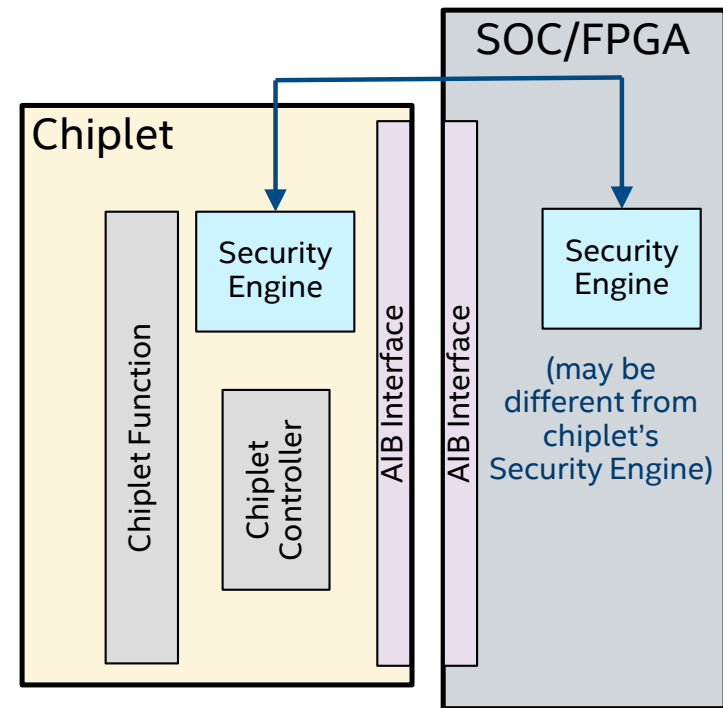 SOC/FPGA
Chiplet
Security
Engine
Chiplet Function
Chiplet
Controller
AIB Interface
AIB Interface
Security
Engine
(may be
different from
chiplet’s
Security Engine)